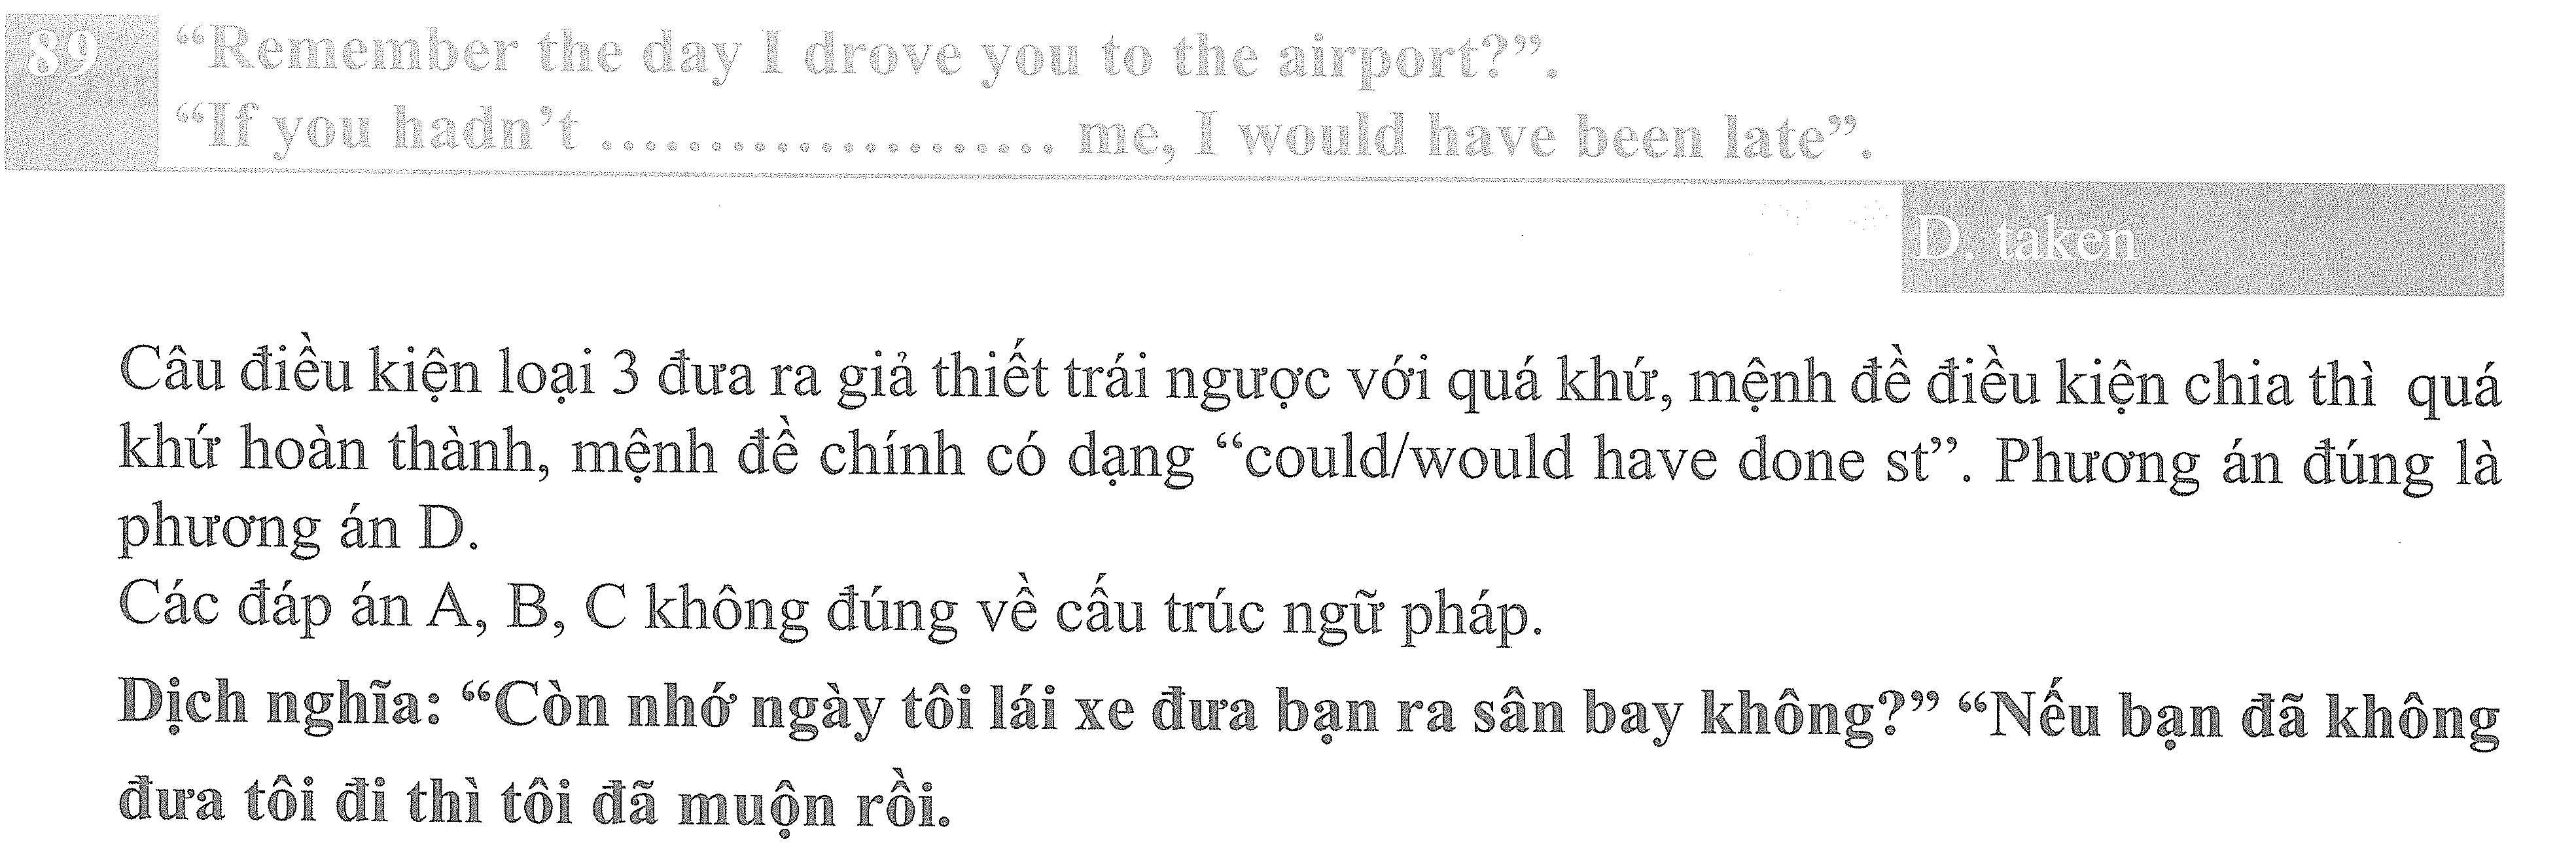 89 “Remember the day I drove you to the airport?”.
“If you hadn’t ..................... me, I would have been late”.
D. taken
Câu điều kiện loại 3 đưa ra giả thiết trái ngược với quá khứ, mệnh đề điều kiện chia thì quá
khứ hoàn thành, mệnh đề chính có dạng “could/would have done st”. Phương án đúng là
phương án D.
Các đáp án A, B, C không đúng về cấu trúc ngữ pháp.
Dịch nghĩa: “Còn nhớ ngày tôi lái xe đưa bạn ra sân bay không?” “Nếu bạn đã không
đưa tôi đi thì tôi đã muộn rồi.